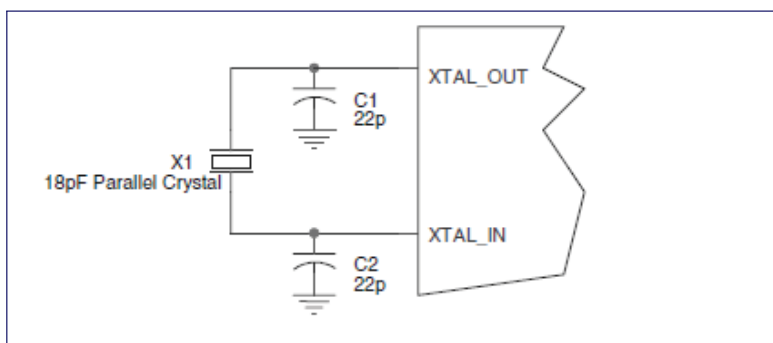 XTAL_OUT
C1
22p
X1
18pF Parallel Crystal
XTAL_IN
C2
22p